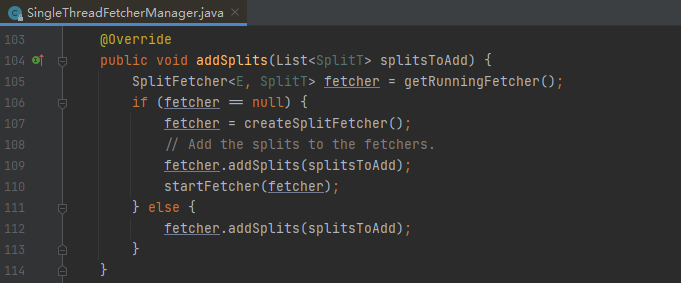 SingleThreadFetcherManager.java
103 @Override
104 public void addSplits(List<SplitT> splitsToAdd) {
105 SplitFetcher<E, SplitT> fetcher = getRunningFetcher();
106 if (fetcher == null) {
107 fetcher = createSplitFetcher();
108 // Add the splits to the fetchers.
109 fetcher.addSplits(splitsToAdd);
110 startFetcher(fetcher);
111 } else {
112 fetcher.addSplits(splitsToAdd);
113 }
114 }